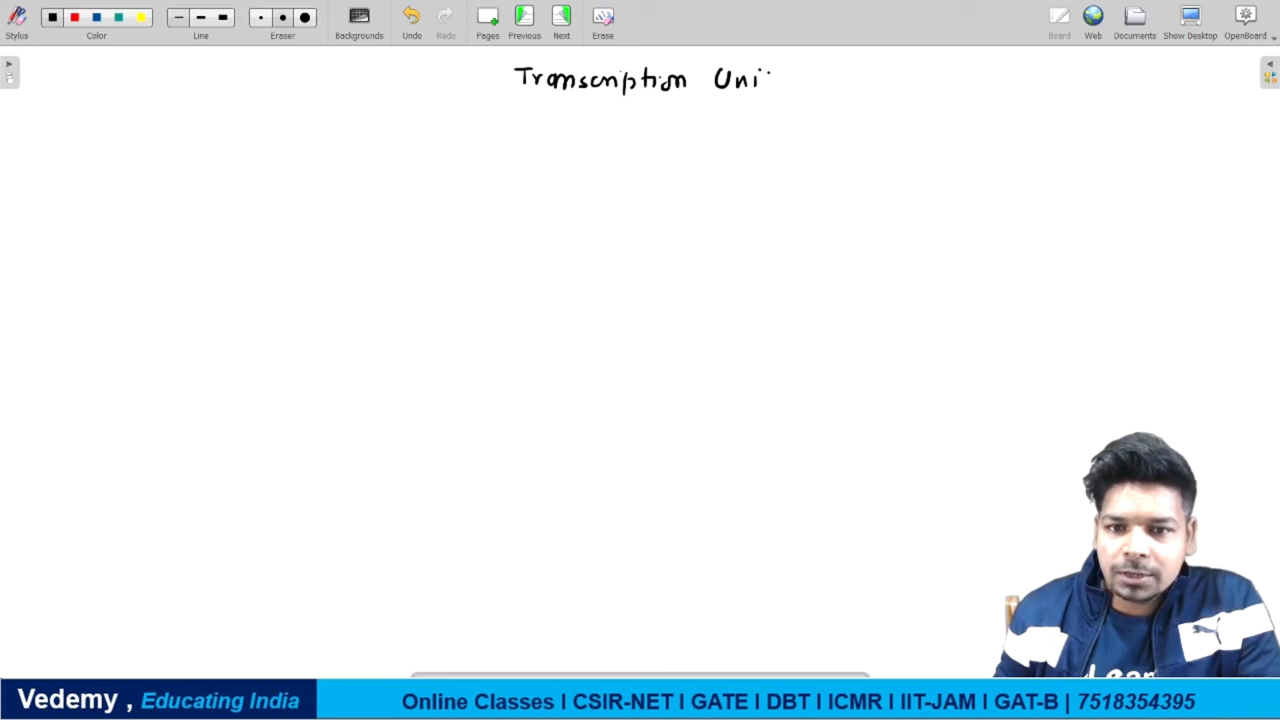 Stylus
Color
Line
Eraser
Backgrounds
Undo
Redo
Pages
Previous
Next
Erase
Board
Web
Documents
Show Desktop
OpenBoard
Transcription Uni
Lear
Vedemy , Educating India
Online Classes I CSIR-NET I GATE I DBT I ICMR I IIT-JAM I GAT-B | 7518354395